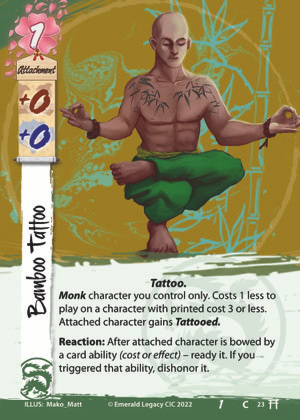 1
Attachment
+0
+0
Bamboo Tattoo
Tattoo.
Monk character you control only. Costs 1 less to
play on a character with printed cost 3 or less.
Attached character gains Tattooed.
Reaction: After attached character is bowed by
a card ability (cost or effect) – ready it. If you
triggered that ability, dishonor it.
ILLUS: Mako_Matt © Emerald Legacy CIC 2022 1 C 23